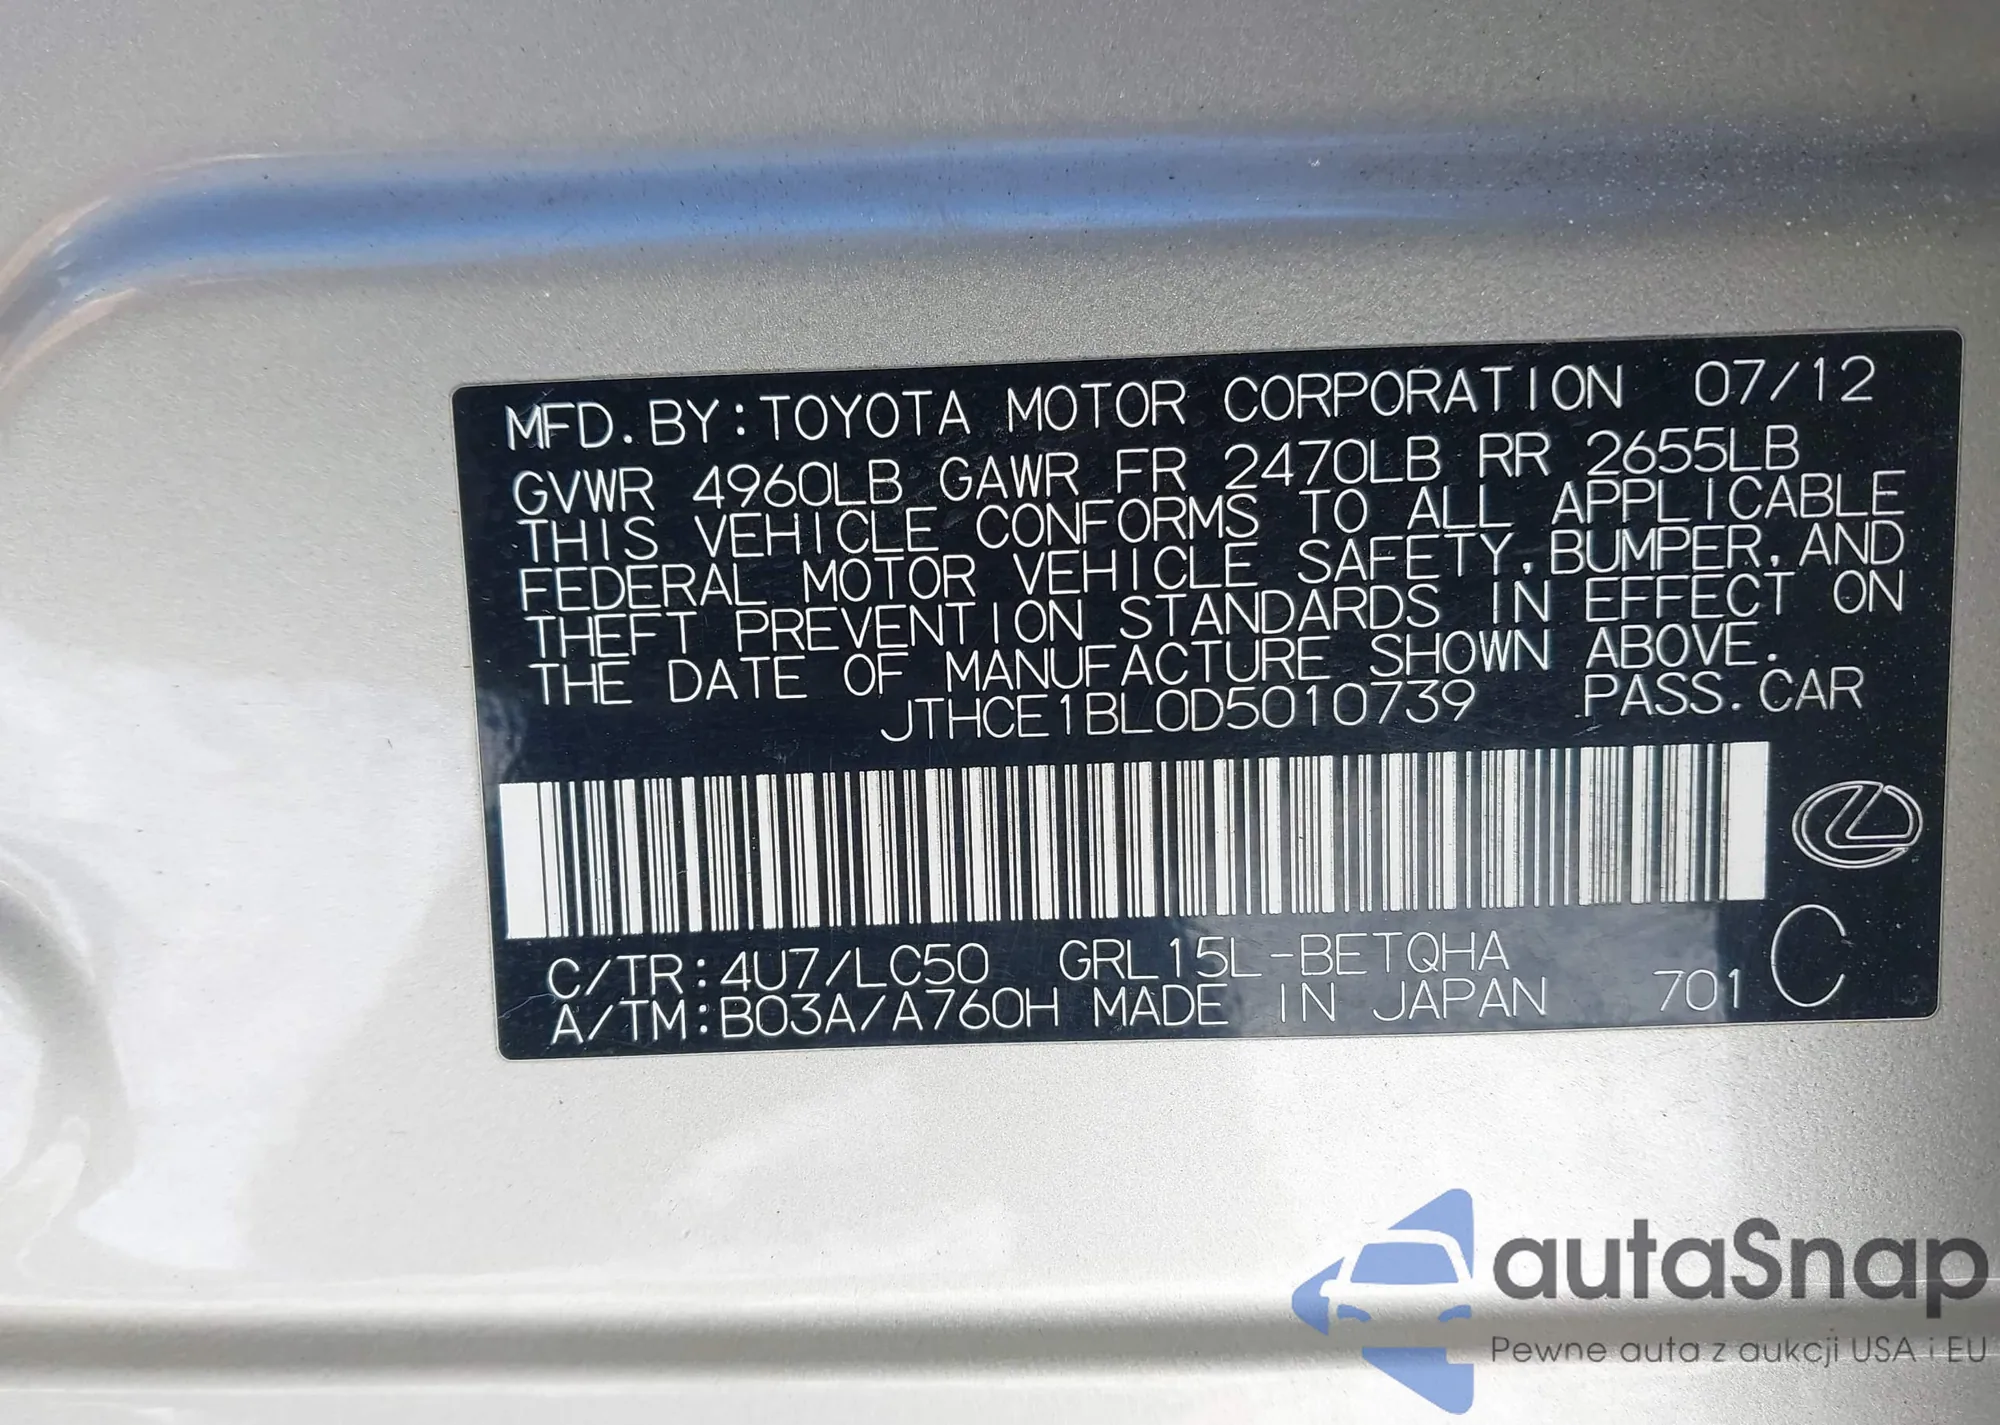 MFD. BY: TOYOTA MOTOR CORPORATION 07/12
GVWR 4960LB GAWR FR 2470LB RR 2655LB
THIS VEHICLE CONFORMS TO ALL APPLICABLE
FEDERAL MOTOR VEHICLE SAFETY, BUMPER, AND
THEFT PREVENTION STANDARDS IN EFFECT ON
THE DATE OF MANUFACTURE SHOWN ABOVE.
JTHCE1BL0D5010739 PASS. CAR
C/TR: 4U7/LC50 GRL15L-BETQHA
A/TM: B03A/A760H MADE IN JAPAN 701 C
autaSnap
Pewne auta z aukcji USA i EU